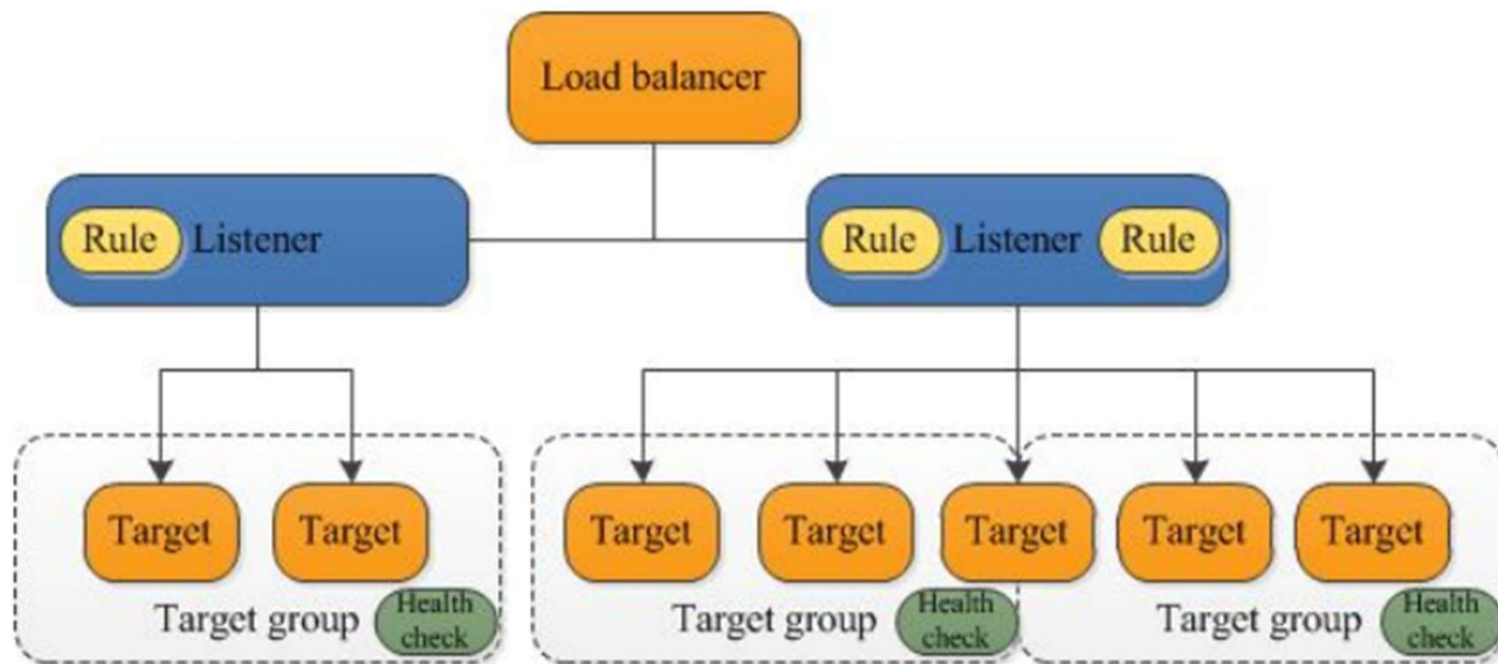 Load balancer
Rule Listener
Rule Listener Rule
Target Target
Target Target Target Target Target
Target group Health check
Target group Health check
Target group Health check